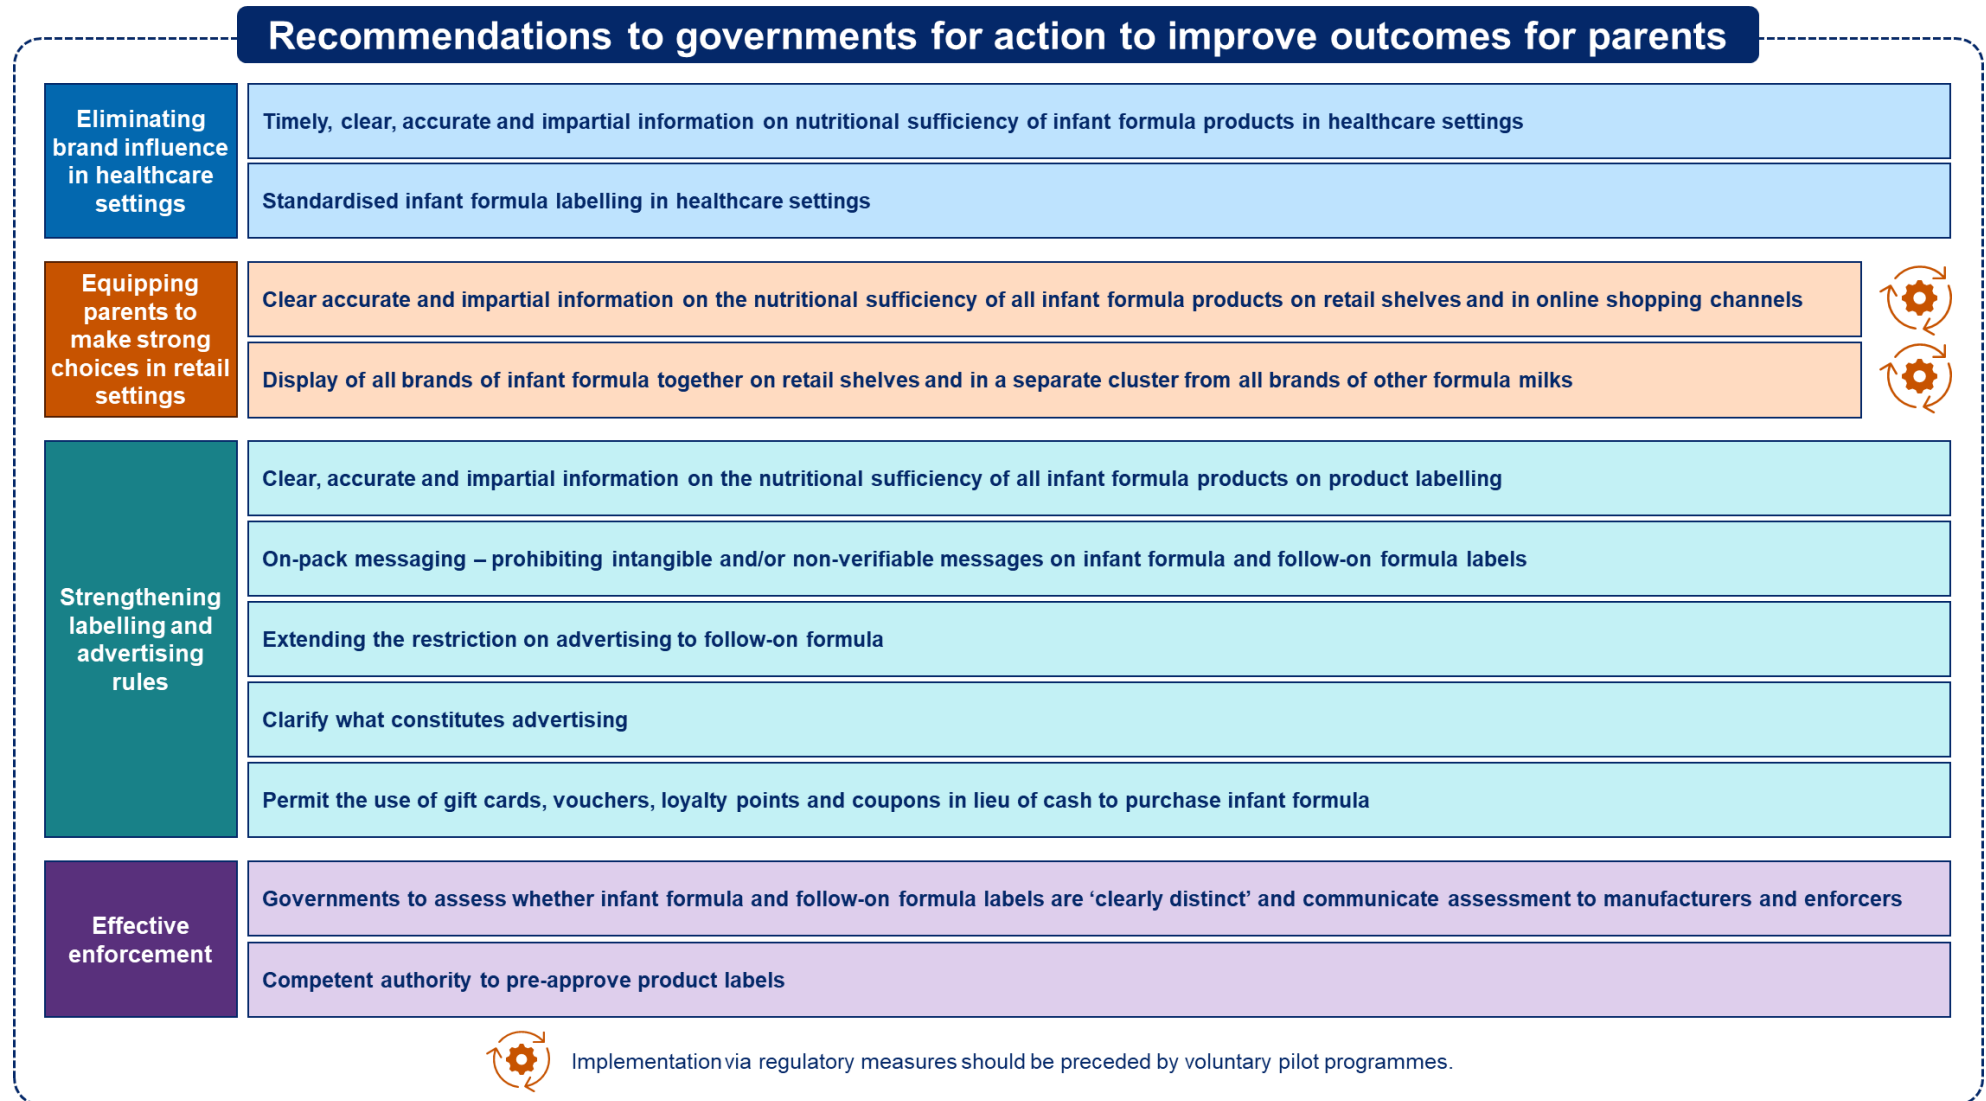 Recommendations to governments for action to improve outcomes for parents
Eliminating
brand influence
in healthcare
settings
Timely, clear, accurate and impartial information on nutritional sufficiency of infant formula products in healthcare settings
Standardised infant formula labelling in healthcare settings
Equipping
parents to
make strong
choices in retail
settings
Clear accurate and impartial information on the nutritional sufficiency of all infant formula products on retail shelves and in online shopping channels
Display of all brands of infant formula together on retail shelves and in a separate cluster from all brands of other formula milks
Strengthening
labelling and
advertising
rules
Clear, accurate and impartial information on the nutritional sufficiency of all infant formula products on product labelling
On-pack messaging – prohibiting intangible and/or non-verifiable messages on infant formula and follow-on formula labels
Extending the restriction on advertising to follow-on formula
Clarify what constitutes advertising
Permit the use of gift cards, vouchers, loyalty points and coupons in lieu of cash to purchase infant formula
Effective
enforcement
Governments to assess whether infant formula and follow-on formula labels are ‘clearly distinct’ and communicate assessment to manufacturers and enforcers
Competent authority to pre-approve product labels
Implementation via regulatory measures should be preceded by voluntary pilot programmes.